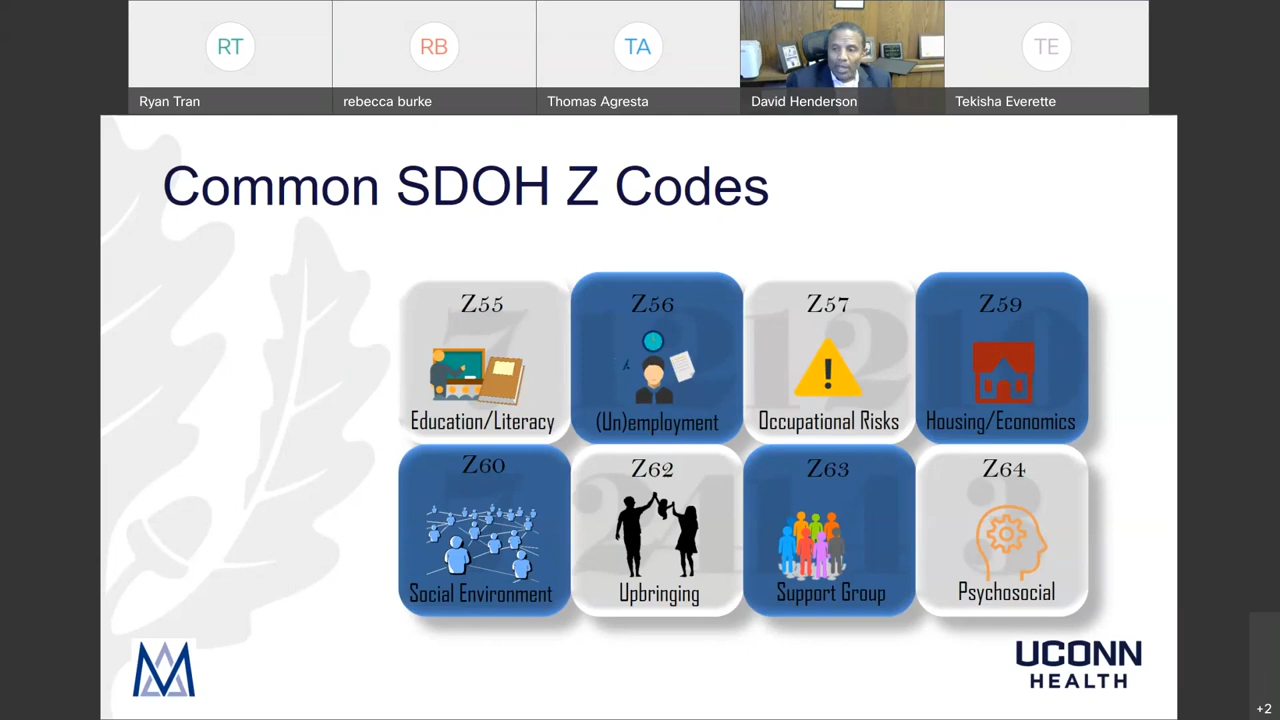 RT
RB
TA
TE
Ryan Tran
rebecca burke
Thomas Agresta
David Henderson
Tekisha Everette
Common SDOH Z Codes
Z55
Z56
Z57
Z59
Education/Literacy
(Un)employment
Occupational Risks
Housing/Economics
Z60
Z62
Z63
Z64
Social Environment
Upbringing
Support Group
Psychosocial
UCONN
HEALTH
+2